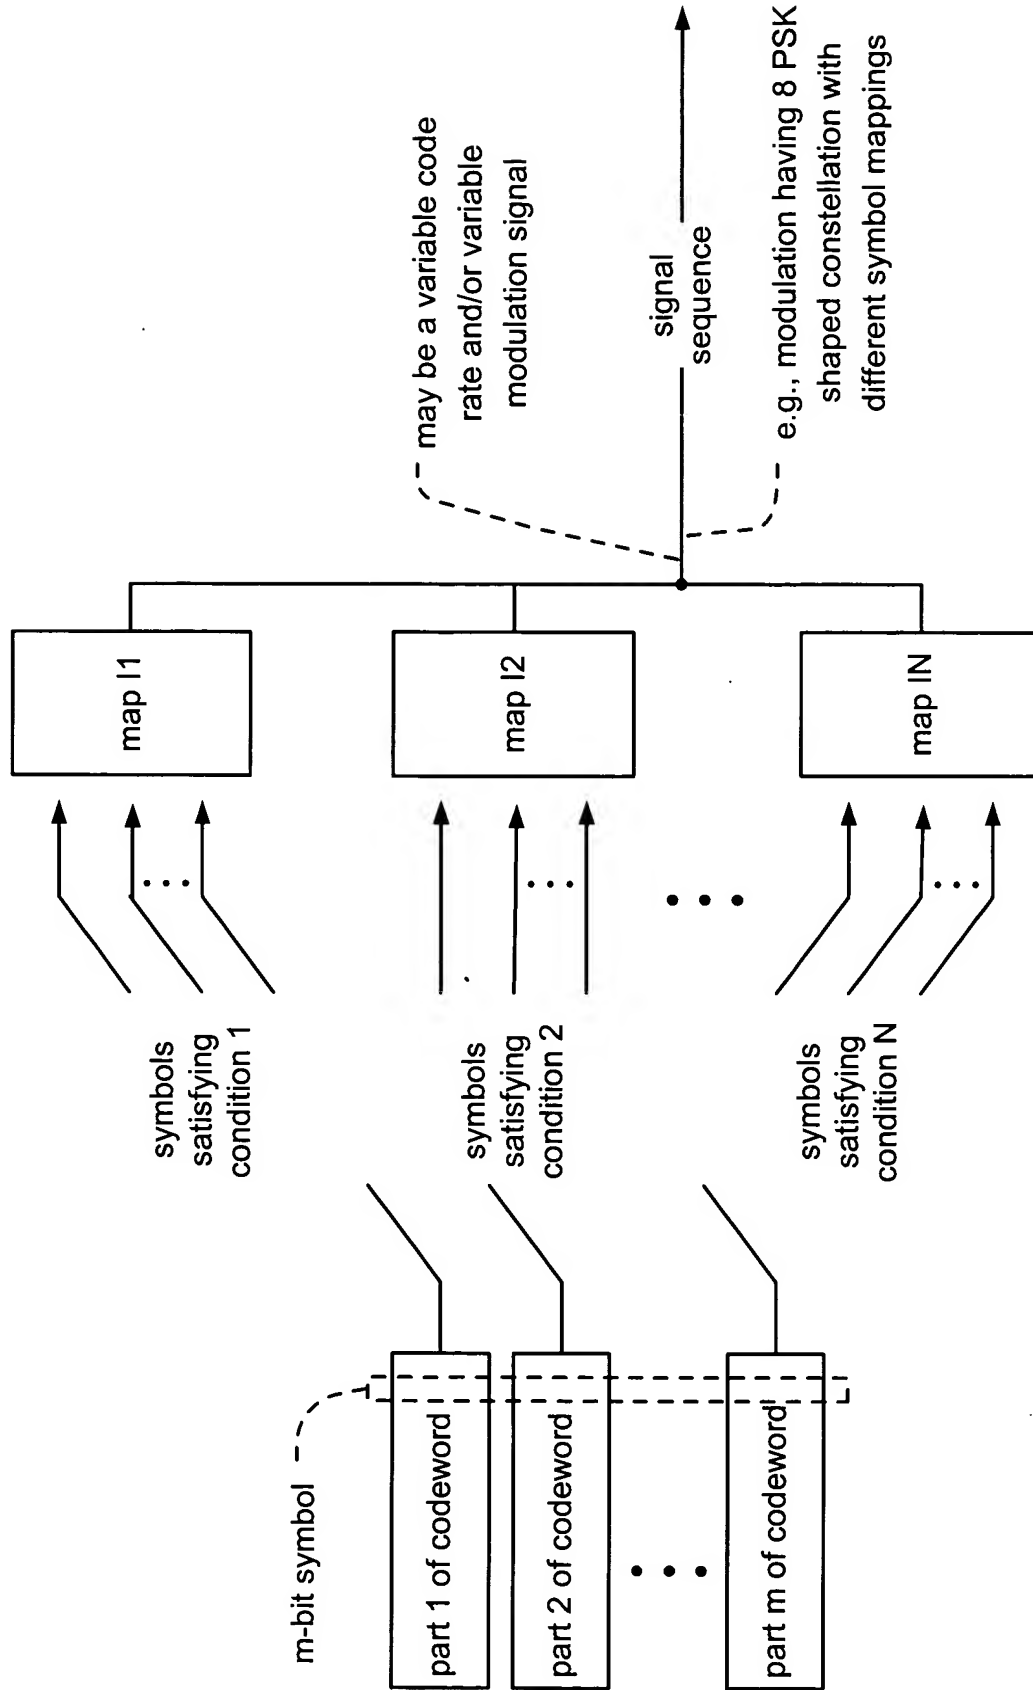 m-bit symbol
part 1 of codeword
part 2 of codeword
part m of codeword
symbols
satisfying
condition 1
symbols
satisfying
condition 2
symbols
satisfying
condition N
map I1
map I2
map IN
may be a variable code
rate and/or variable
modulation signal
signal
sequence
e.g., modulation having 8 PSK
shaped constellation with
different symbol mappings